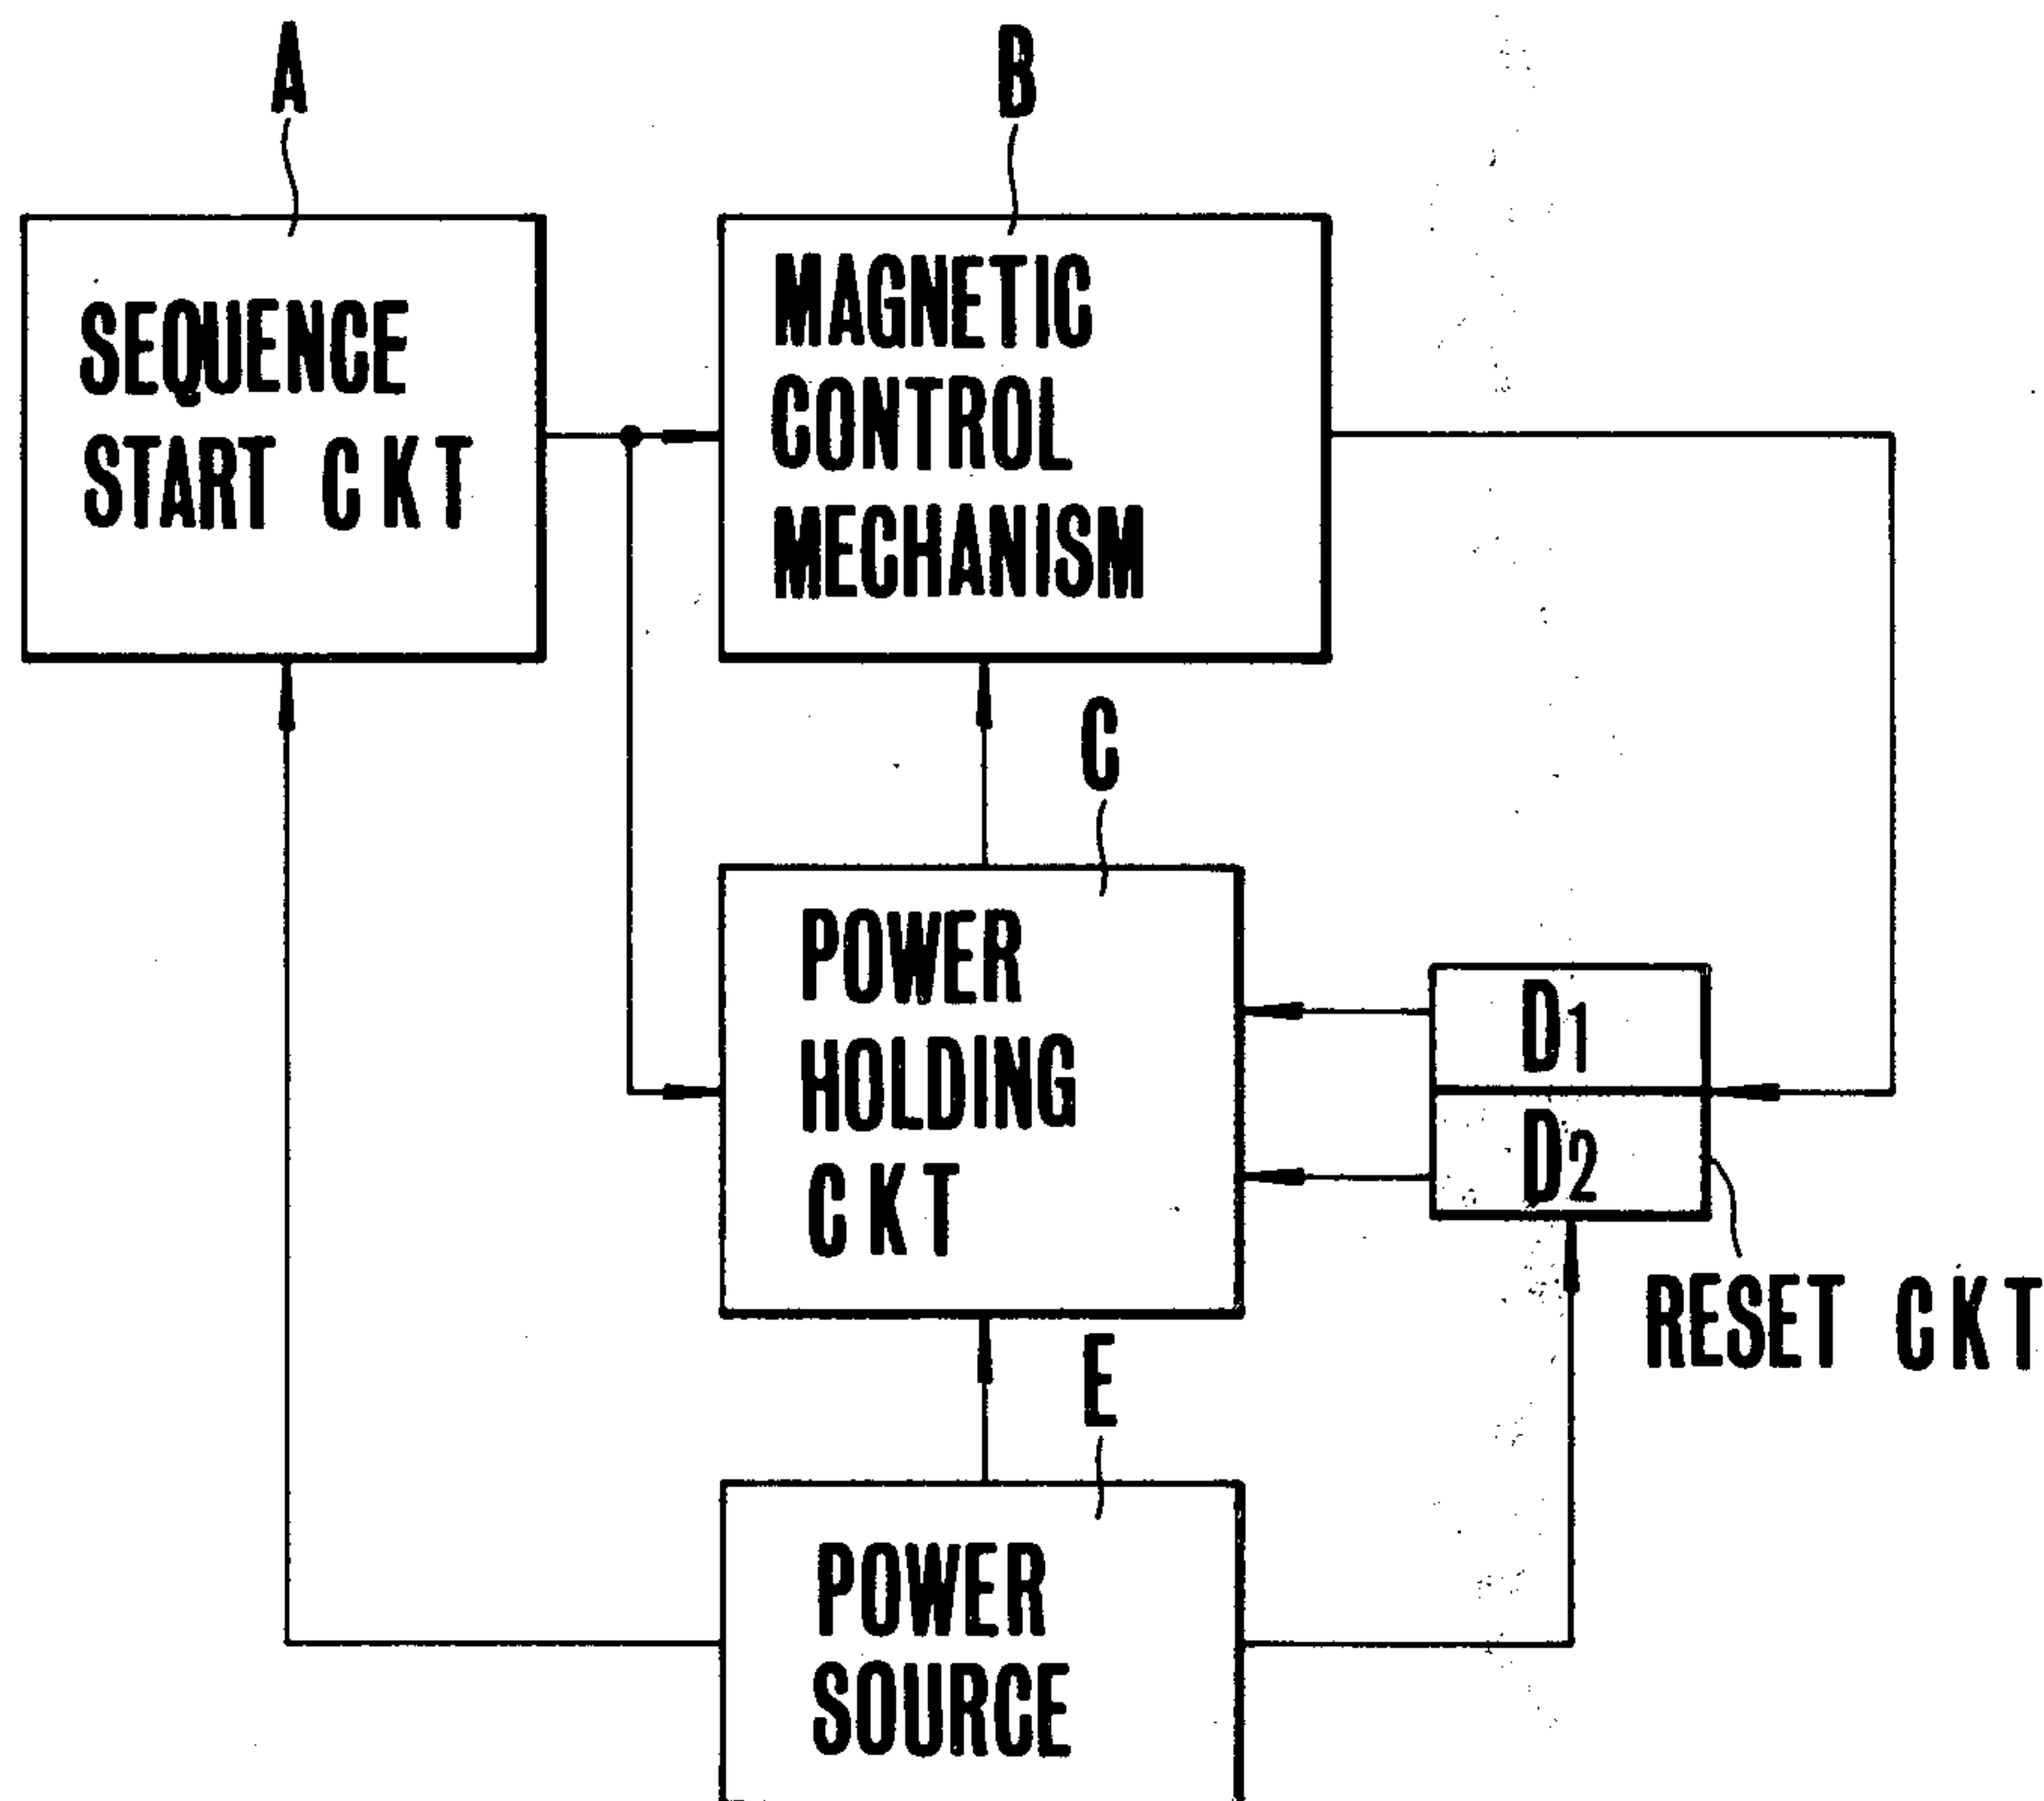 A
B
SEQUENCE
START CKT
MAGNETIC
CONTROL
MECHANISM
C
POWER
HOLDING
CKT
D1
D2
RESET CKT
E
POWER
SOURCE